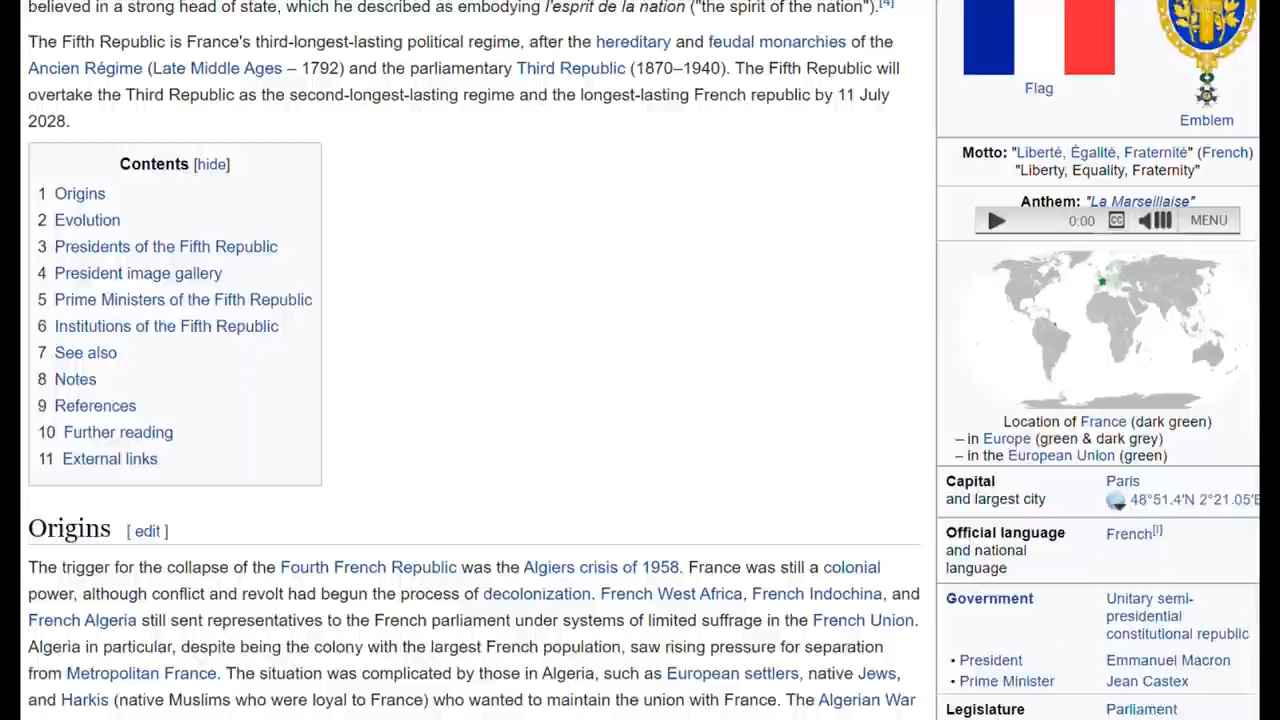 believed in a strong head of state, which he described as embodying l'esprit de la nation ("the spirit of the nation").[4]
The Fifth Republic is France's third-longest-lasting political regime, after the hereditary and feudal monarchies of the
Ancien Régime (Late Middle Ages – 1792) and the parliamentary Third Republic (1870–1940). The Fifth Republic will
overtake the Third Republic as the second-longest-lasting regime and the longest-lasting French republic by 11 July
2028.
Contents [hide]
1 Origins
2 Evolution
3 Presidents of the Fifth Republic
4 President image gallery
5 Prime Ministers of the Fifth Republic
6 Institutions of the Fifth Republic
7 See also
8 Notes
9 References
10 Further reading
11 External links
Origins [ edit ]
The trigger for the collapse of the Fourth French Republic was the Algiers crisis of 1958. France was still a colonial
power, although conflict and revolt had begun the process of decolonization. French West Africa, French Indochina, and
French Algeria still sent representatives to the French parliament under systems of limited suffrage in the French Union.
Algeria in particular, despite being the colony with the largest French population, saw rising pressure for separation
from Metropolitan France. The situation was complicated by those in Algeria, such as European settlers, native Jews,
and Harkis (native Muslims who were loyal to France) who wanted to maintain the union with France. The Algerian War
Flag
Emblem
Motto: "Liberté, Égalité, Fraternité" (French)
"Liberty, Equality, Fraternity"
Anthem: "La Marseillaise"
0:00 CC MENU
Location of France (dark green)
– in Europe (green & dark grey)
– in the European Union (green)
Capital Paris
and largest city 48°51.4′N 2°21.05′E
Official language French[I]
and national
language
Government Unitary semi-
presidential
constitutional republic
• President Emmanuel Macron
• Prime Minister Jean Castex
Legislature Parliament